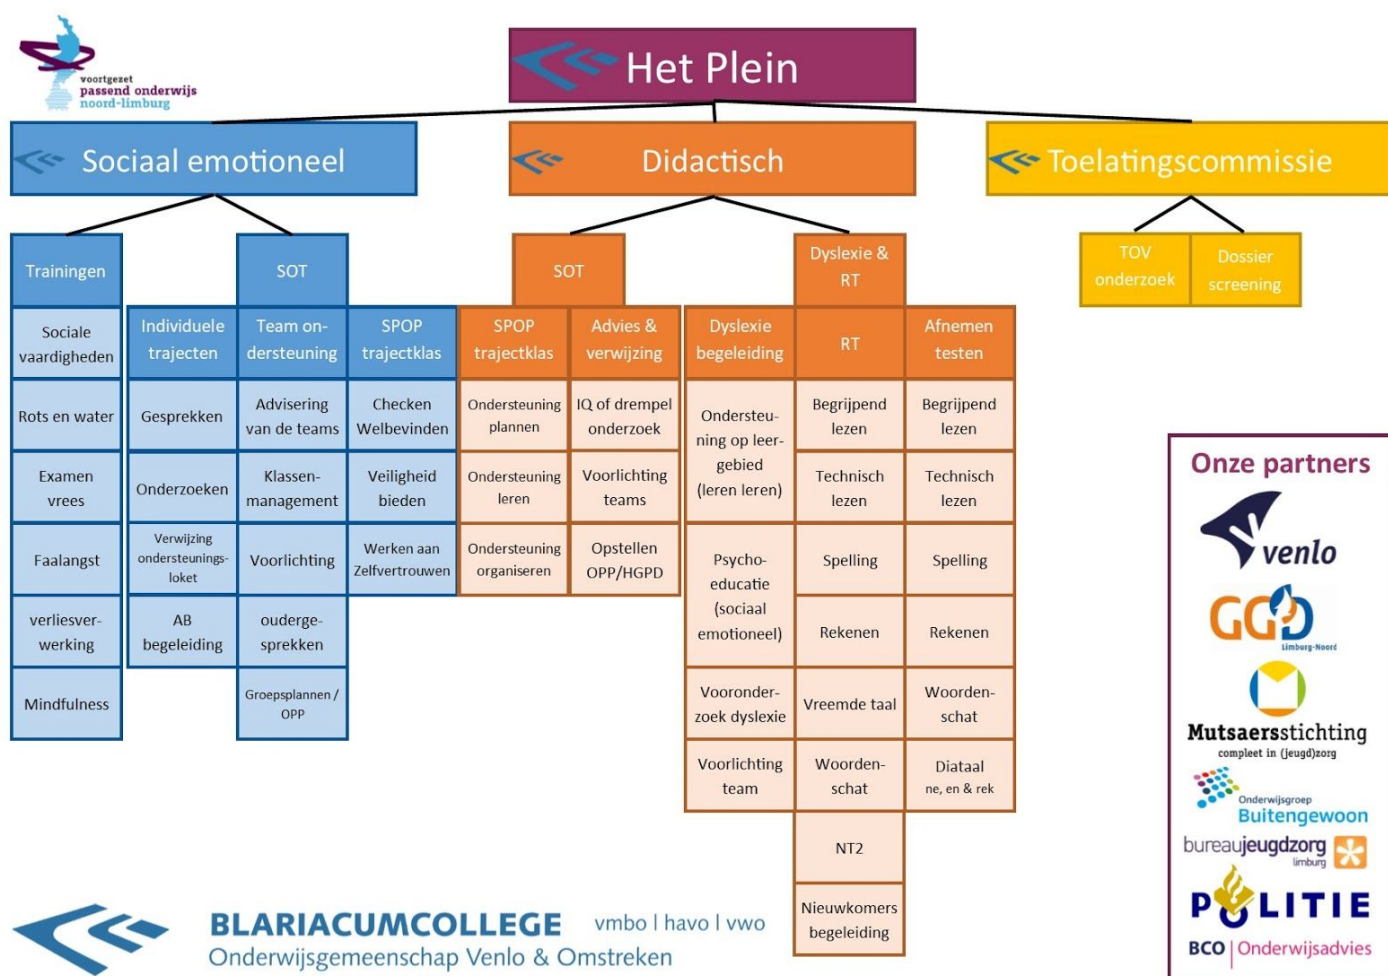 voortgezet
passend onderwijs
noord-limburg
Het Plein
Sociaal emotioneel
Didactisch
Toelatingscommissie
Trainingen
SOT
SOT
Dyslexie &
RT
TOV
onderzoek
Dossier
screening
Sociale
vaardigheden
Rots en water
Examen
vrees
Faalangst
verliesver-
werking
Mindfulness
Individuele
trajecten
Gesprekken
Onderzoeken
Verwijzing
ondersteunings-
loket
AB
begeleiding
Team on-
dersteuning
Advisering
van de teams
Klassen-
management
Voorlichting
ouderge-
sprekken
Groepsplannen /
OPP
SPOP
trajectklas
Checken
Welbevinden
Veiligheid
bieden
Werken aan
Zelfvertrouwen
SPOP
trajectklas
Ondersteuning
plannen
Ondersteuning
leren
Ondersteuning
organiseren
Advies &
verwijzing
IQ of drempel
onderzoek
Voorlichting
teams
Opstellen
OPP/HGPD
Dyslexie
begeleiding
Ondersteu-
ning op leer-
gebied
(leren leren)
Psycho-
educatie
(sociaal
emotioneel)
Vooronder-
zoek dyslexie
Voorlichting
team
RT
Begrijpend
lezen
Technisch
lezen
Spelling
Rekenen
Vreemde taal
Woorden-
schat
NT2
Nieuwkomers
begeleiding
Afnemen
testen
Begrijpend
lezen
Technisch
lezen
Spelling
Rekenen
Woorden-
schat
Diataal
ne, en & rek
Onze partners
venlo
GGD
Limburg-Noord
Mutsaersstichting
compleet in (jeugd)zorg
Onderwijsgroep
Buitengewoon
bureaujeugdzorg
limburg
POLITIE
BCO | Onderwijsadvies
BLARIACUMCOLLEGE vmbo | havo | vwo
Onderwijsgemeenschap Venlo & Omstreken